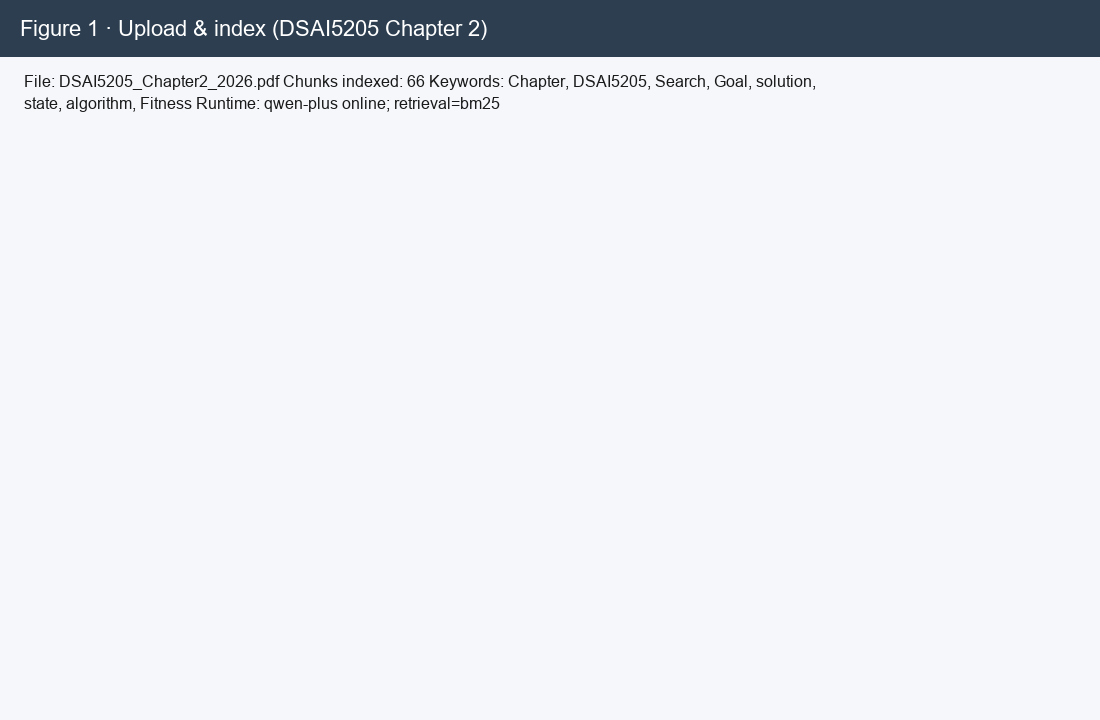 Figure 1 · Upload & index (DSAI5205 Chapter 2)
File: DSAI5205_Chapter2_2026.pdf Chunks indexed: 66 Keywords: Chapter, DSAI5205, Search, Goal, solution,
state, algorithm, Fitness Runtime: qwen-plus online; retrieval=bm25